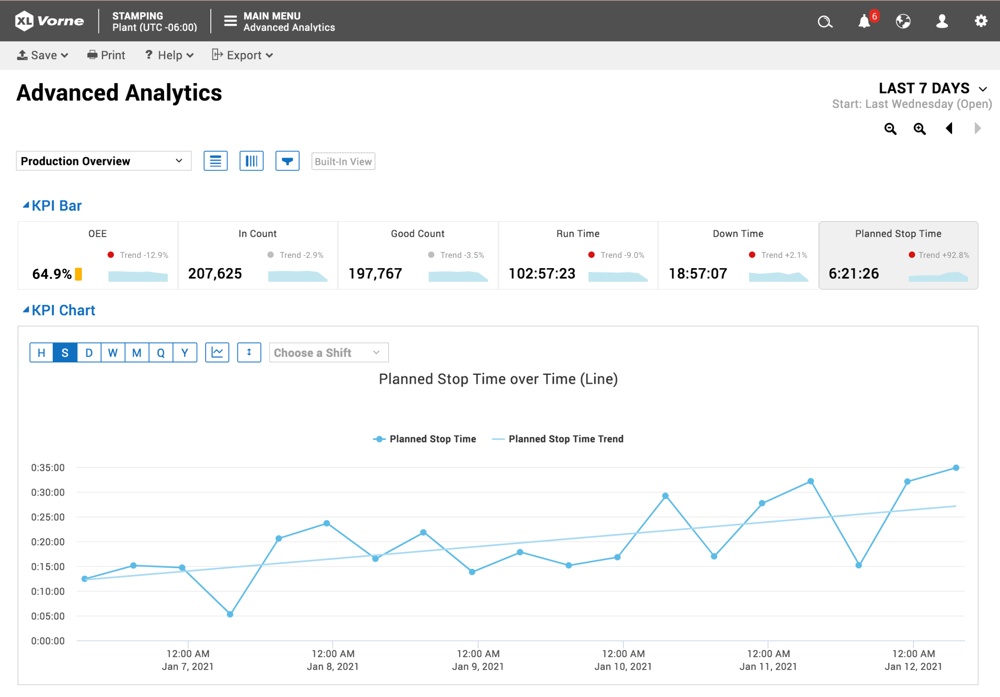 XL Vorne
STAMPING
Plant (UTC -06:00)
MAIN MENU
Advanced Analytics
6
Save
Print
? Help
Export
Advanced Analytics
LAST 7 DAYS
Start: Last Wednesday (Open)
Production Overview
Built-In View
KPI Bar
OEE
Trend -12.9%
64.9%
In Count
Trend -2.9%
207,625
Good Count
Trend -3.5%
197,767
Run Time
Trend -9.0%
102:57:23
Down Time
Trend +2.1%
18:57:07
Planned Stop Time
Trend +92.8%
6:21:26
KPI Chart
H S D W M Q Y
Choose a Shift
Planned Stop Time over Time (Line)
Planned Stop Time
Planned Stop Time Trend
0:35:00
0:30:00
0:25:00
0:20:00
0:15:00
0:10:00
0:05:00
0:00:00
12:00 AM
Jan 7, 2021
12:00 AM
Jan 8, 2021
12:00 AM
Jan 9, 2021
12:00 AM
Jan 10, 2021
12:00 AM
Jan 11, 2021
12:00 AM
Jan 12, 2021